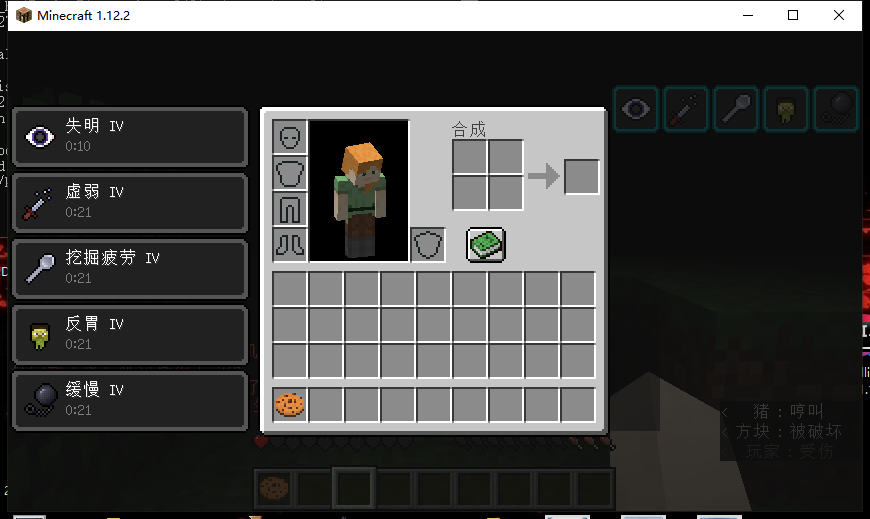 Minecraft 1.12.2
失明 IV
0:10
虚弱 IV
0:21
挖掘疲劳 IV
0:21
反胃 IV
0:21
缓慢 IV
0:21
合成
< 猪：哼叫
< 方块：被破坏
玩家：受伤